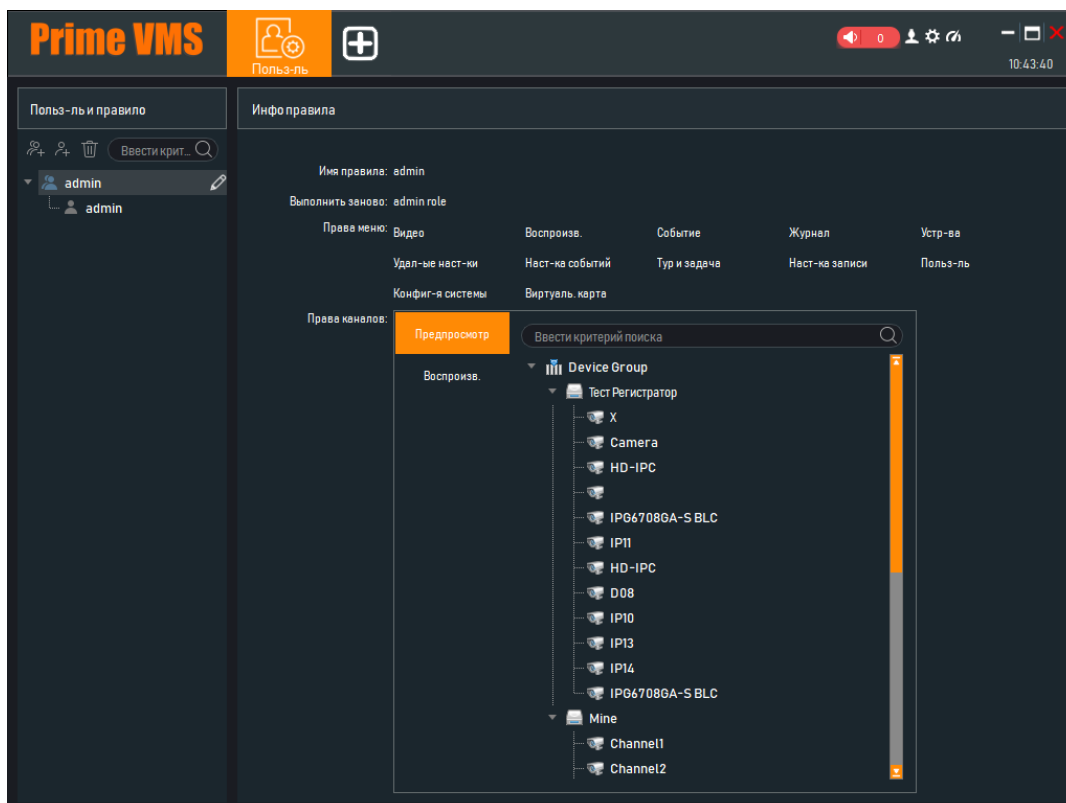 Prime VMS
Польз-ль
0
10:43:40
Польз-ль и правило
Инфо правила
Ввести крит...
admin
admin
Имя правила: admin
Выполнить заново: admin role
Права меню: Видео Воспроизв. Событие Журнал Устр-ва
Удал-ые наст-ки Наст-ка событий Тур и задача Наст-ка записи Польз-ль
Конфиг-я системы Виртуаль. карта
Права каналов:
Предпросмотр
Воспроизв.
Ввести критерий поиска
Device Group
Тест Регистратор
X
Camera
HD-IPC
IPG6708GA-S BLC
IP11
HD-IPC
D08
IP10
IP13
IP14
IPG6708GA-S BLC
Mine
Channel1
Channel2